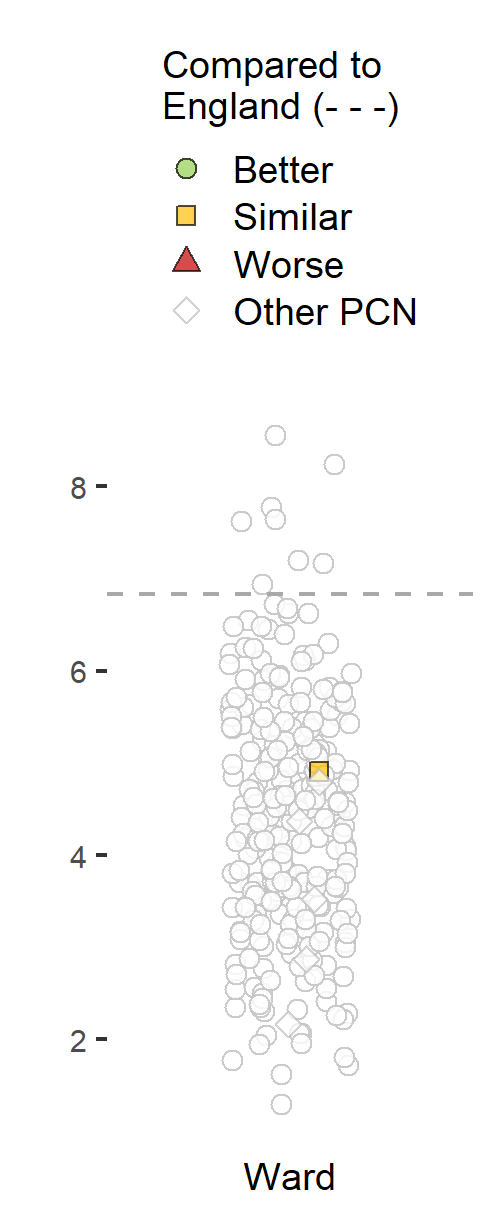 Compared to
England (- - -)
Better
Similar
Worse
Other PCN
8
6
4
2
Ward